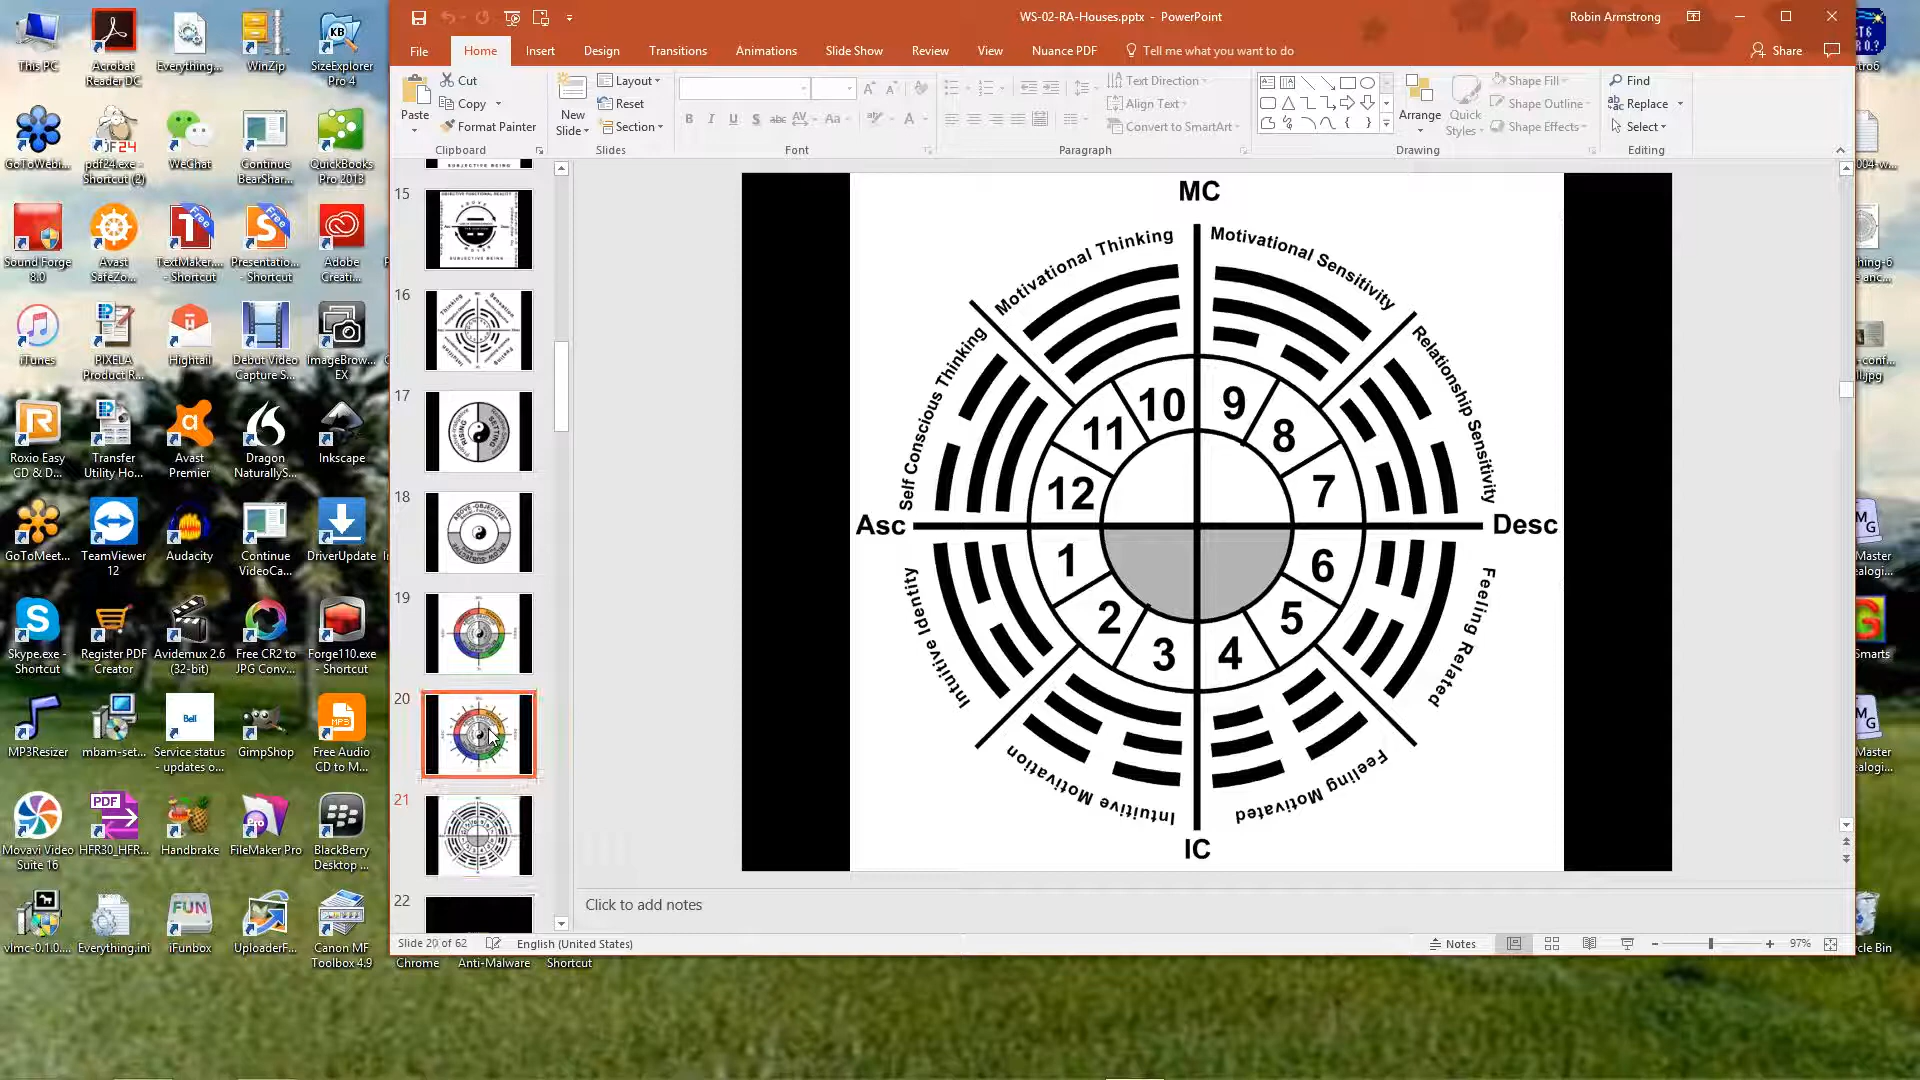 WS-02-RA-Houses.pptx - PowerPoint
Robin Armstrong
File Home Insert Design Transitions Animations Slide Show Review View Nuance PDF Tell me what you want to do Share
Paste
Cut
Copy
Format Painter
Clipboard
New Slide
Layout
Reset
Section
Slides
Font
Text Direction
Align Text
Convert to SmartArt
Paragraph
Arrange
Quick Styles
Shape Fill
Shape Outline
Shape Effects
Drawing
Find
Replace
Select
Editing
This PC
Acrobat Reader DC
Everything...
WinZip
SizeExplorer Pro 4
GoToWebi...
pdf24.exe - Shortcut (2)
WeChat
Continue BearShar...
QuickBooks Pro 2013
Sound Forge 8.0
Avast SafeZo...
TextMaker... - Shortcut
Presentatio... - Shortcut
Adobe Creati...
iTunes
PIXELA Product R...
Hightail
Debut Video Capture S...
ImageBrow... EX
Roxio Easy CD & D...
Transfer Utility Ho...
Avast Premier
Dragon NaturallyS...
Inkscape
GoToMeet...
TeamViewer 12
Audacity
Continue VideoCa...
DriverUpdate
Skype.exe - Shortcut
Register PDF Creator
Avidemux 2.6 (32-bit)
Free CR2 to JPG Conv...
Forge110.exe - Shortcut
MP3Resizer
mbam-set...
Service status - updates o...
GimpShop
Free Audio CD to M...
Movavi Video Suite 16
HFR30_HFR...
Handbrake
FileMaker Pro
BlackBerry Desktop ...
vlmc-0.1.0....
Everything.ini
iFunbox
UploaderF...
Canon MF Toolbox 4.9
Chrome
Anti-Malware
Shortcut
15
16
17
18
19
20
21
22
MC
Motivational Thinking
Motivational Sensitivity
Self Conscious Thinking
Relationship Sensitivity
10 9
11 8
12 7
Asc
Desc
1 6
2 5
3 4
Intuitive Identity
Feeling Related
Intuitive Motivation
Feeling Motivated
IC
Click to add notes
Slide 20 of 62
English (United States)
Notes
97%